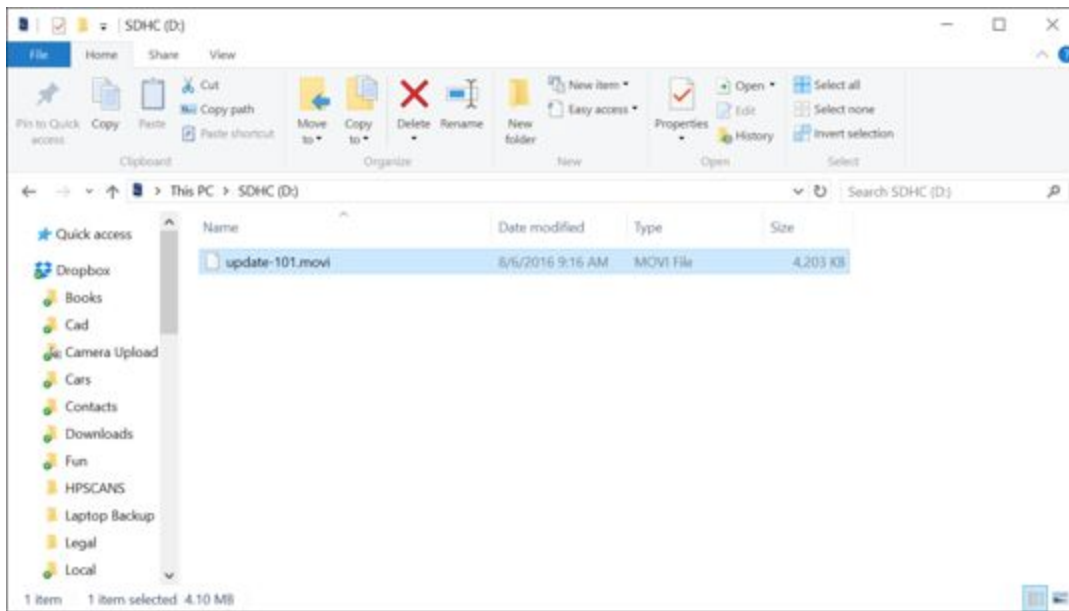 SDHC (D:)
File Home Share View
Pin to Quick access Copy Paste Cut Copy path Paste shortcut Move to Copy to Delete Rename New folder New item Easy access Properties Open Edit History Select all Select none Invert selection
Clipboard Organize New Open Select
This PC > SDHC (D:) Search SDHC (D:)
Name Date modified Type Size
update-101.movi 8/6/2016 9:16 AM MOVI File 4,203 KB
Quick access
Dropbox
Books
Cad
Camera Upload
Cars
Contacts
Downloads
Fun
HPSCANS
Laptop Backup
Legal
Local
1 item 1 item selected 4.10 MB